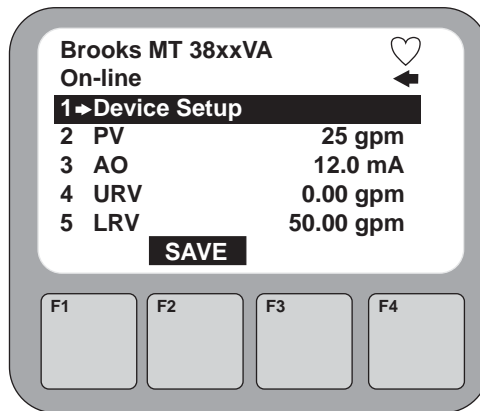 Brooks MT 38xxVA
On-line
1 Device Setup
2 PV 25 gpm
3 AO 12.0 mA
4 URV 0.00 gpm
5 LRV 50.00 gpm
SAVE
F1 F2 F3 F4